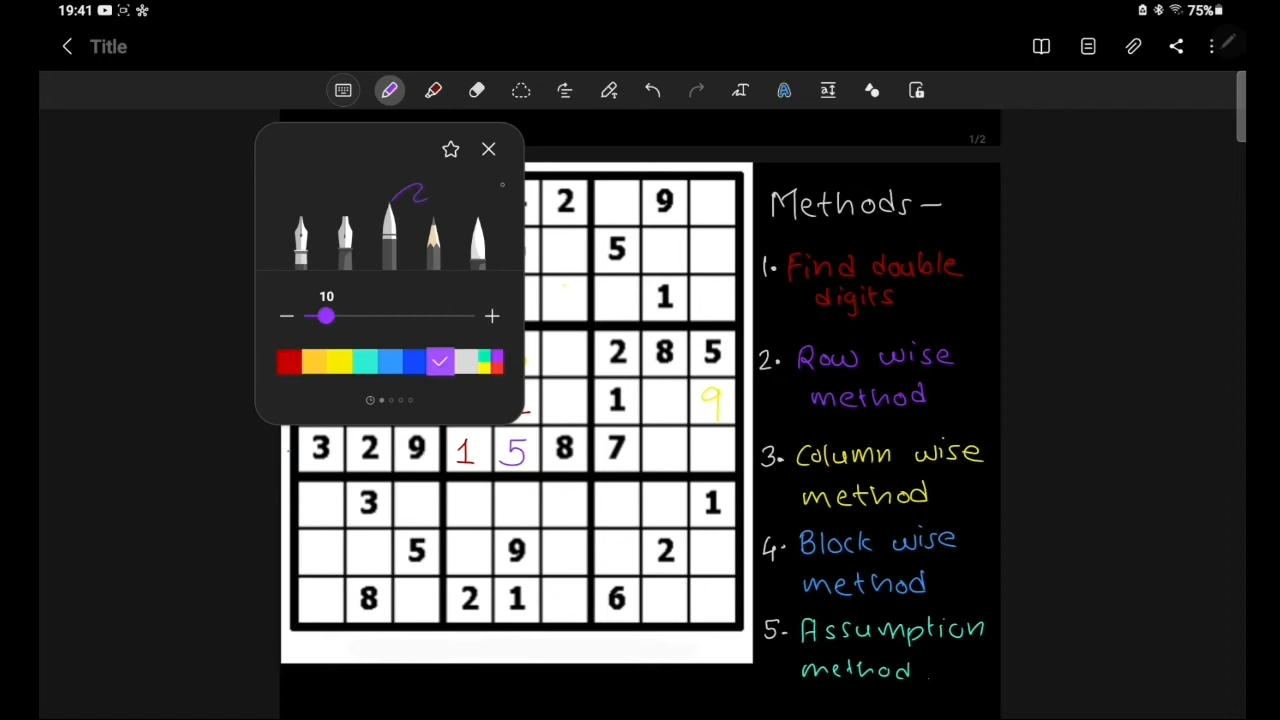 19:41
75%
Title
1/2
10
2 9
5
1
2 8 5
1 9
3 2 9 1 5 8 7
3 1
5 9 2
8 2 1 6
Methods -
1. Find double
digits
2. Row wise
method
3. Column wise
method
4. Block wise
method
5- Assumption
method.